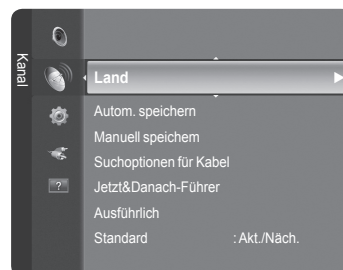 Kanal
Land
Autom. speichern
Manuell speichem
Suchoptionen für Kabel
Jetzt&Danach-Führer
Ausführlich
Standard : Akt./Näch.
?